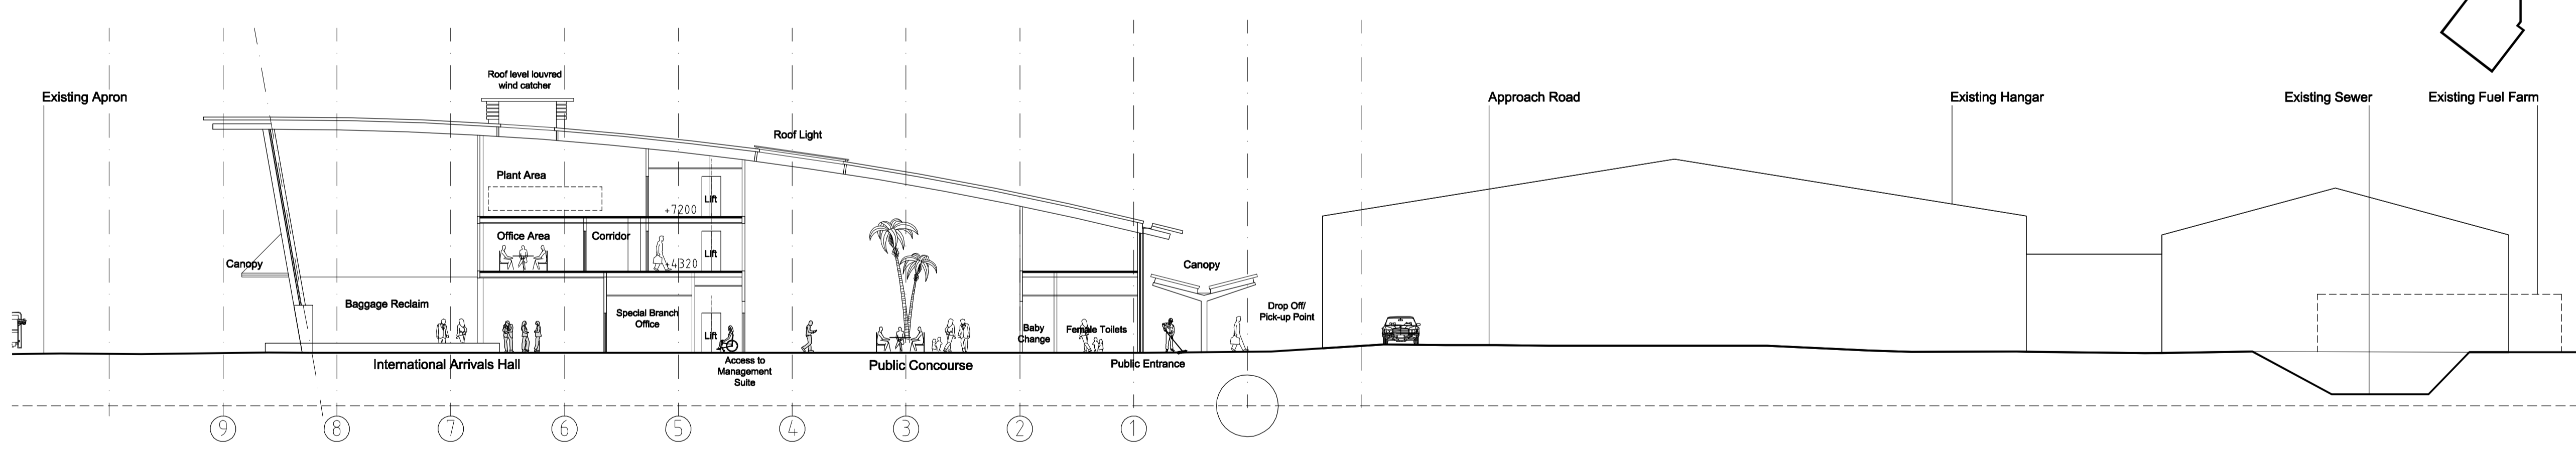 Roof level louvred
wind catcher
Existing Apron
Approach Road
Existing Hangar
Existing Sewer
Existing Fuel Farm
Roof Light
Plant Area
Lift
+7200
Office Area
Corridor
Lift
+4320
Canopy
Canopy
Baggage Reclaim
Special Branch
Office
Lift
Drop Off/
Pick-up Point
Baby
Change
Female Toilets
International Arrivals Hall
Access to
Management
Suite
Public Concourse
Public Entrance
9
8
7
6
5
4
3
2
1